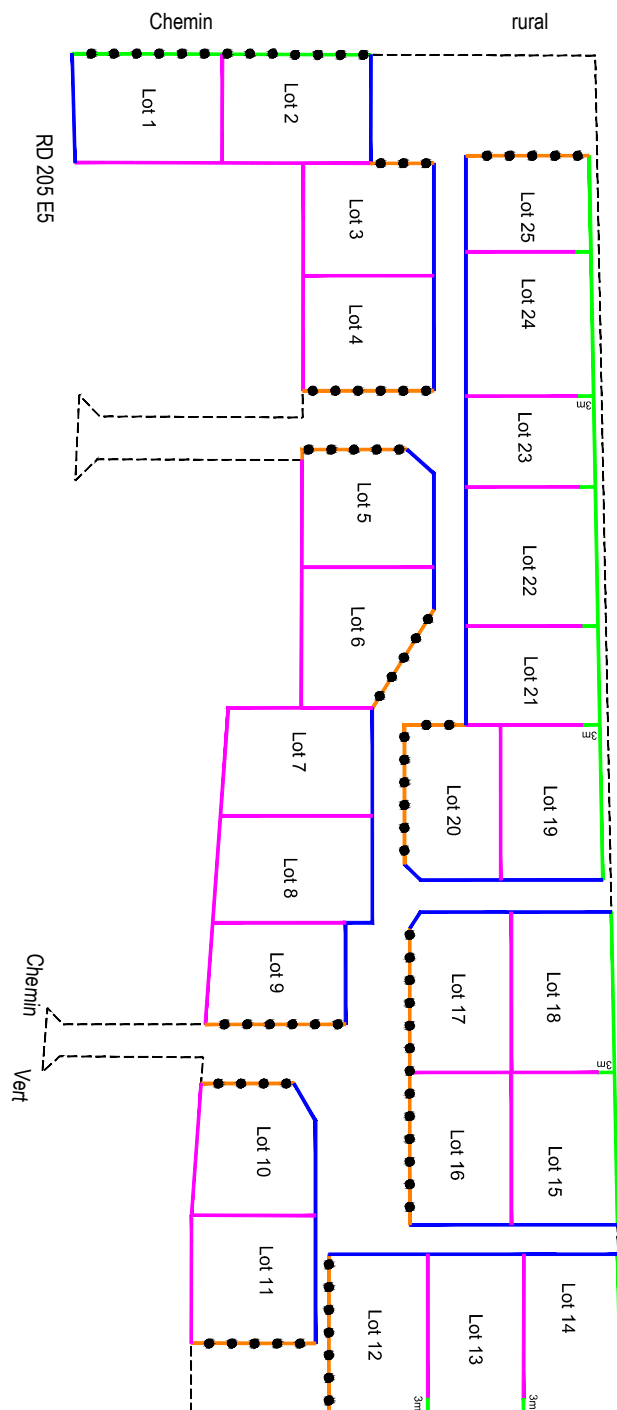 Chemin
rural
Lot 1
Lot 2
RD 205 E5
Lot 3
Lot 25
Lot 4
Lot 24
3m
Lot 23
Lot 5
Lot 22
Lot 6
Lot 21
3m
Lot 7
Lot 20
Lot 19
Lot 8
Lot 9
Chemin
Vert
Lot 17
Lot 18
3m
Lot 10
Lot 16
Lot 15
Lot 11
Lot 12
Lot 13
Lot 14
3m
3m